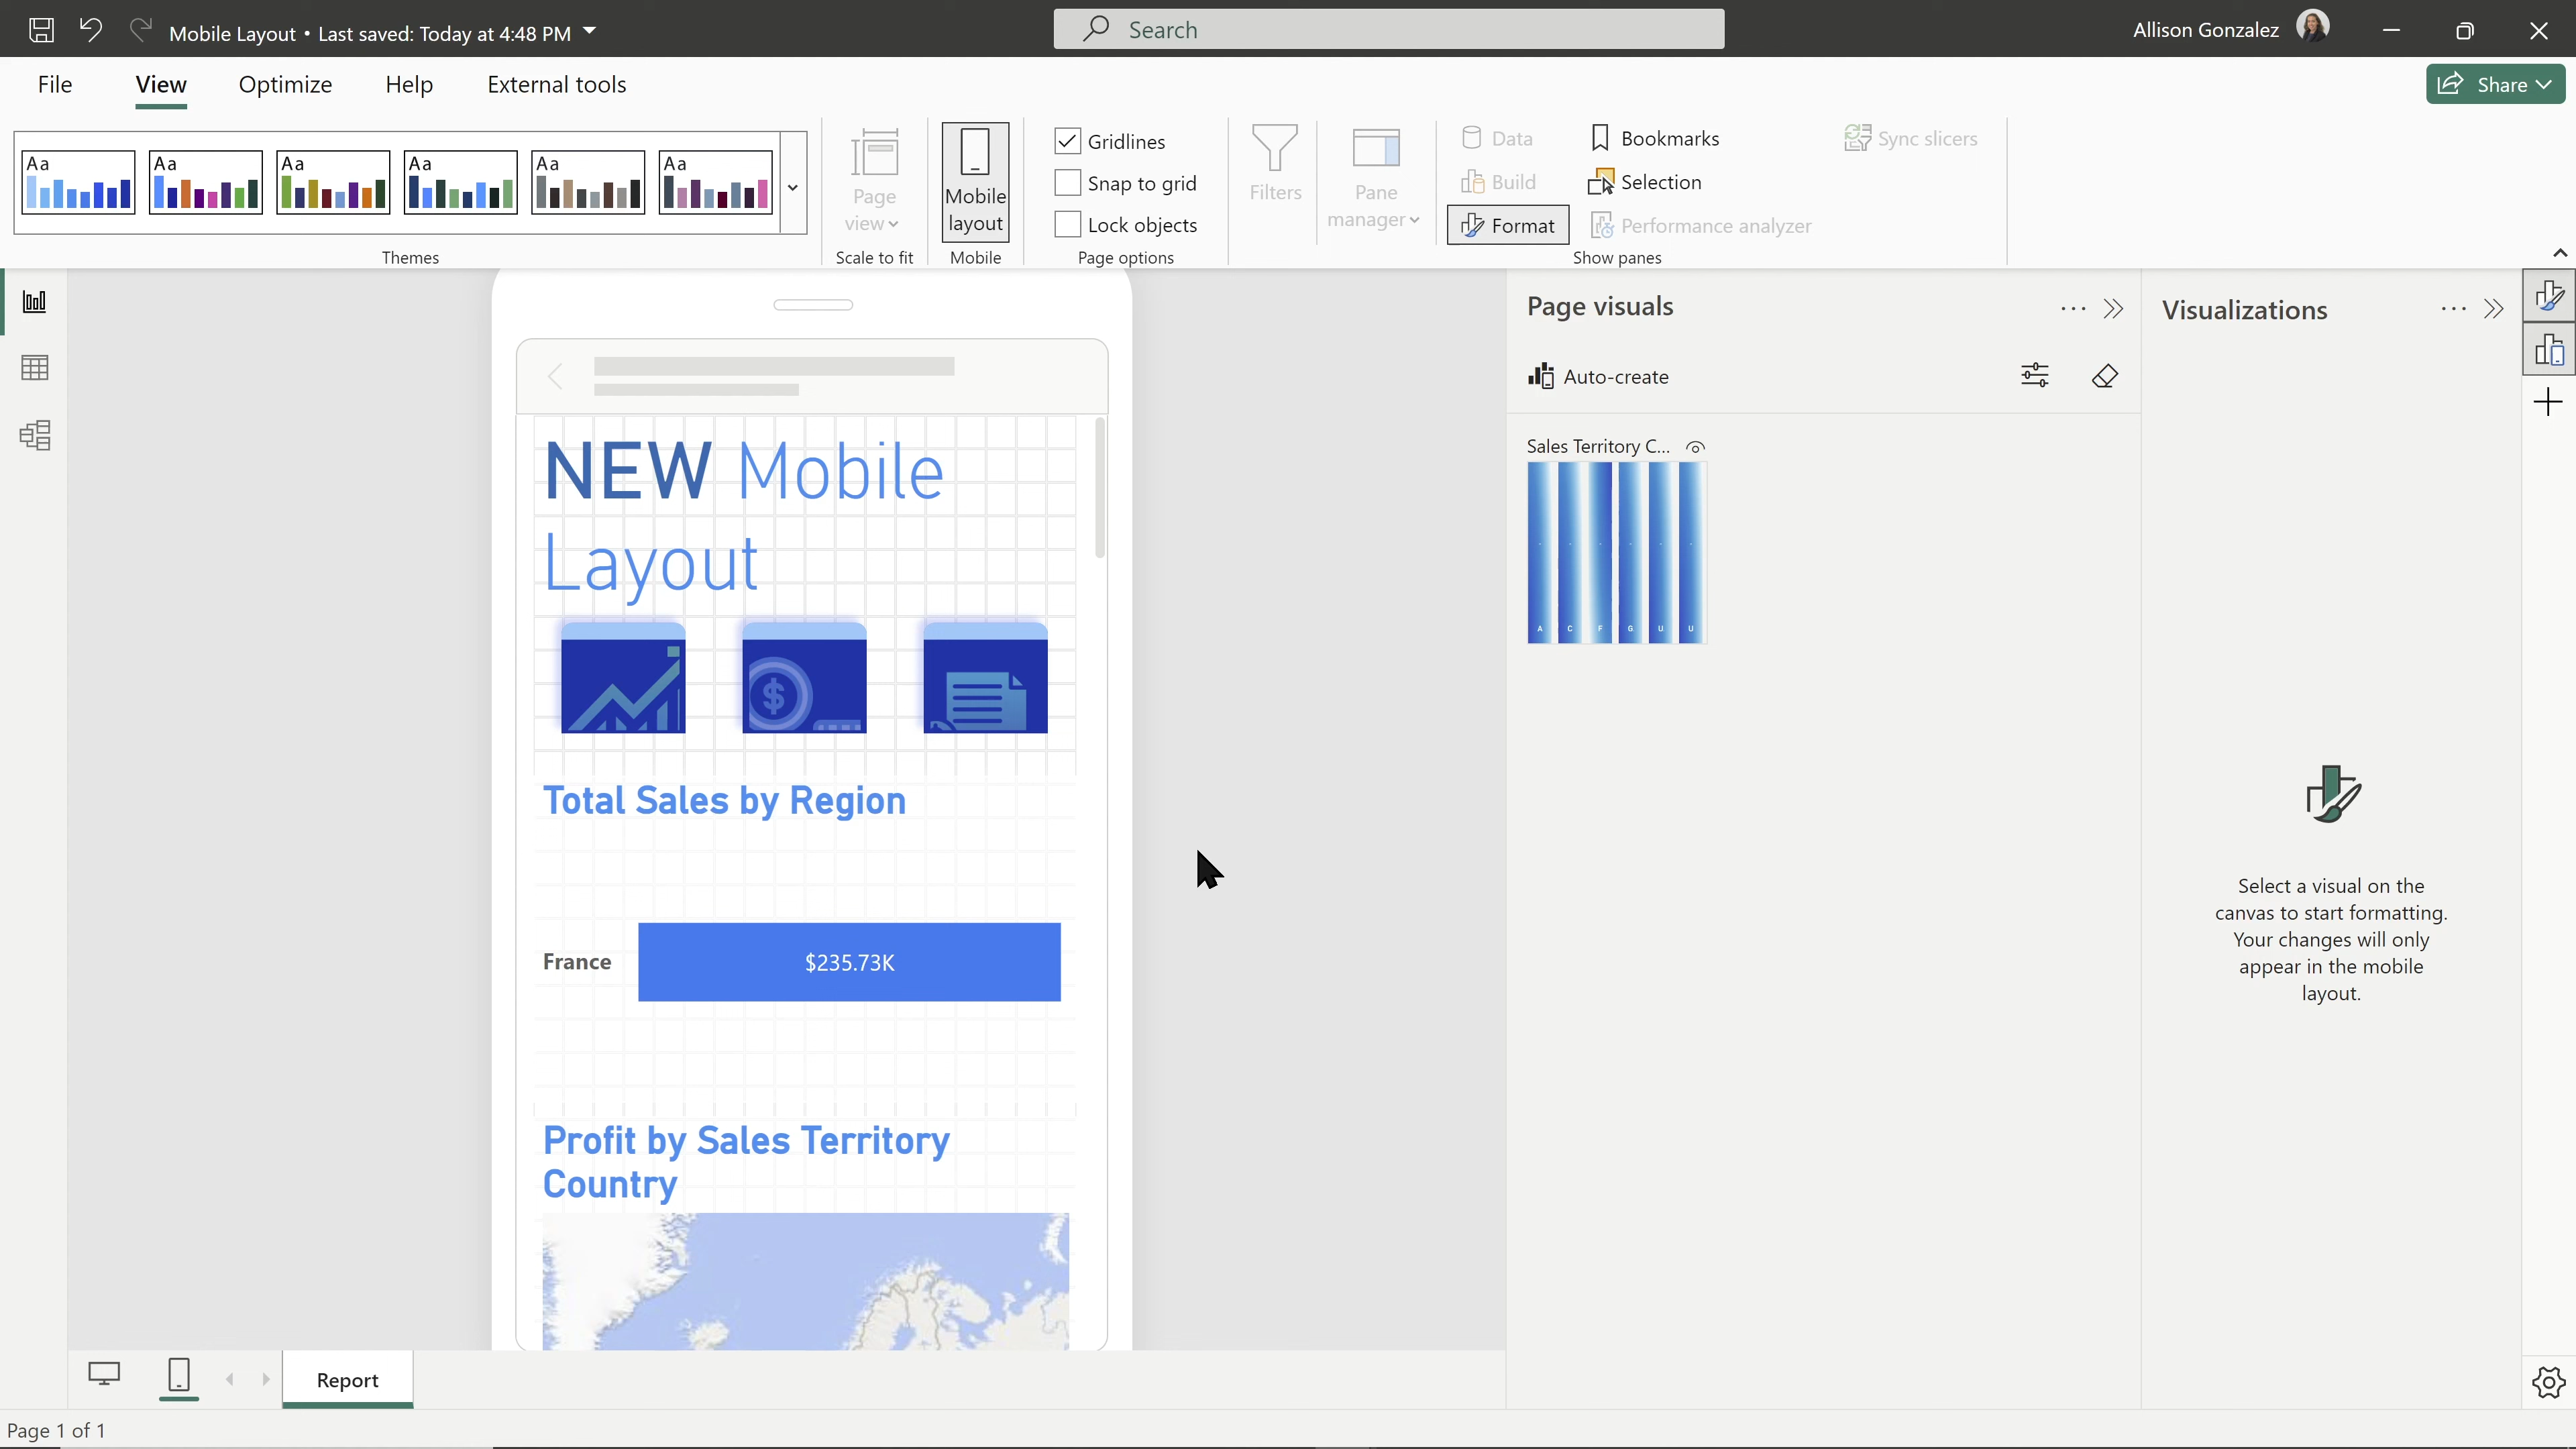 Mobile Layout • Last saved: Today at 4:48 PM
Search
Allison Gonzalez
File
View
Optimize
Help
External tools
Share
Aa
Aa
Aa
Aa
Aa
Aa
Themes
Page
view
Scale to fit
Mobile
layout
Mobile
Gridlines
Snap to grid
Lock objects
Page options
Filters
Pane
manager
Data
Build
Format
Bookmarks
Selection
Performance analyzer
Sync slicers
Show panes
NEW Mobile
Layout
$
Total Sales by Region
France
$235.73K
Profit by Sales Territory
Country
Page visuals
Auto-create
Sales Territory C...
A C F G U U
Visualizations
Select a visual on the
canvas to start formatting.
Your changes will only
appear in the mobile
layout.
Report
Page 1 of 1